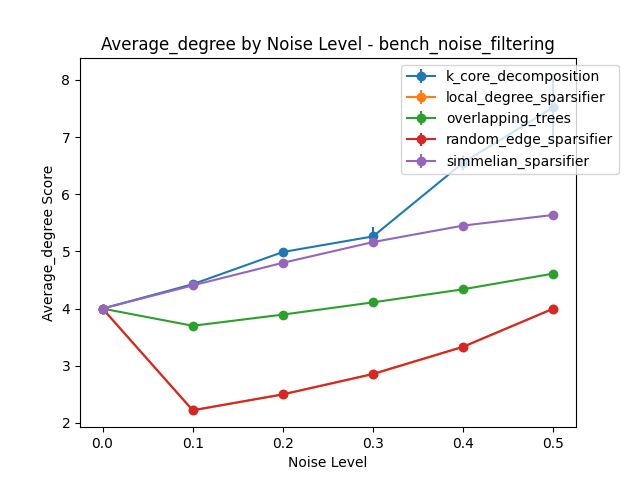 Average_degree by Noise Level - bench_noise_filtering
k_core_decomposition
local_degree_sparsifier
overlapping_trees
random_edge_sparsifier
simmelian_sparsifier
Average_degree Score
8
7
6
5
4
3
2
0.0 0.1 0.2 0.3 0.4 0.5
Noise Level